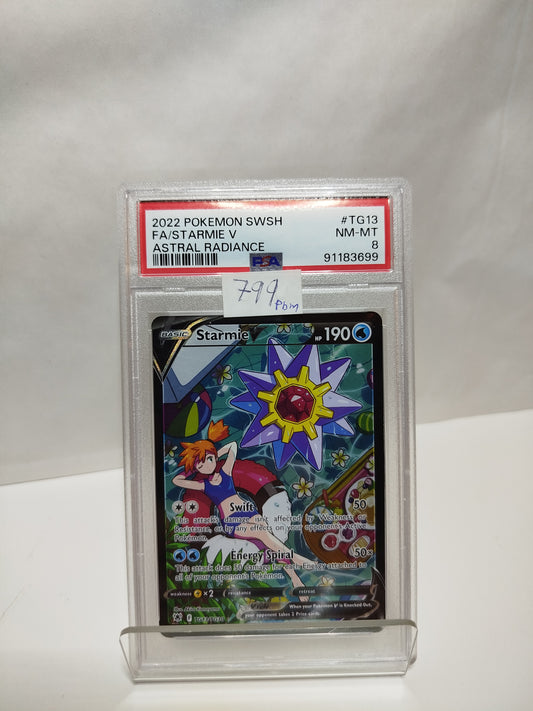 2022 POKEMON SWSH #TG13
FA/STARMIE V NM-MT
ASTRAL RADIANCE 8
PSA 91183699
799
Pbm
BASIC Starmie HP 190
Swift 50
This attack's damage isn't affected by Weakness or
Resistance, or by any effects on your opponent's Active
Pokémon.
Energy Spiral 50x
This attack does 50 damage for each Energy attached to
all of your opponent's Pokémon.
weakness ×2 resistance retreat
When your Pokémon V is Knocked Out,
your opponent takes 2 Prize cards.